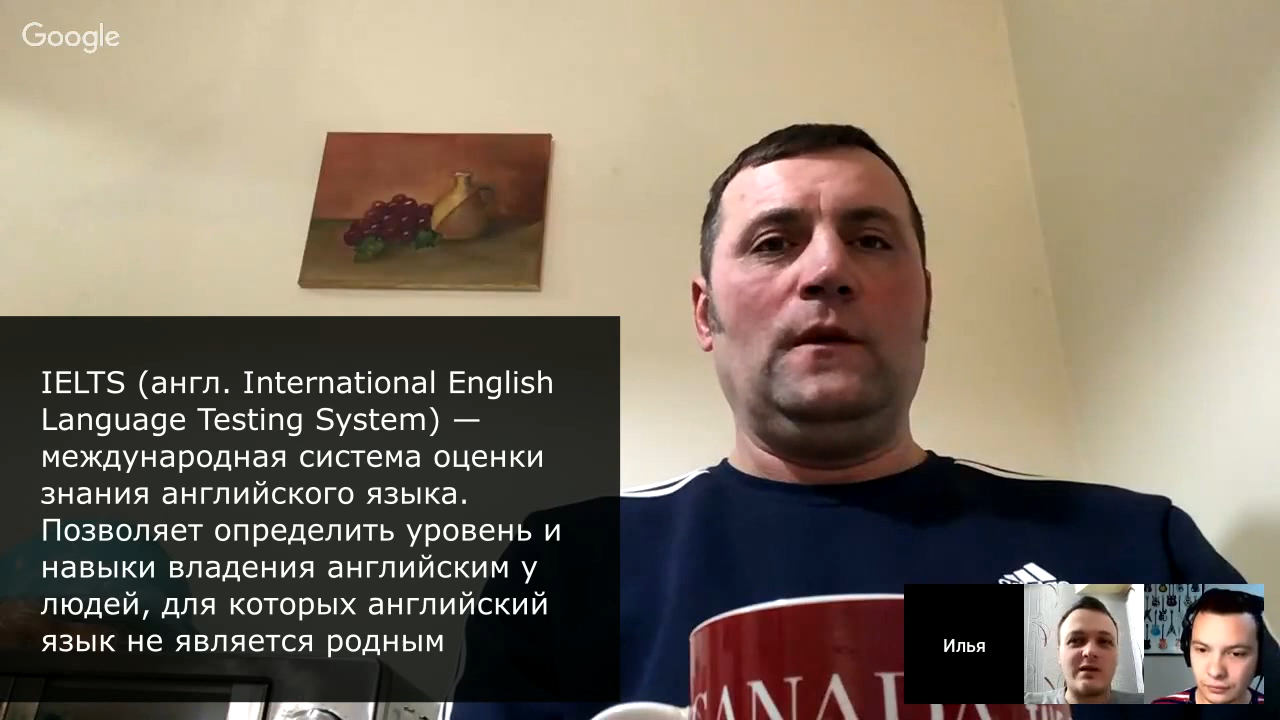 Google
IELTS (англ. International English
Language Testing System) —
международная система оценки
знания английского языка.
Позволяет определить уровень и
навыки владения английским у
людей, для которых английский
язык не является родным
CANADA
Илья